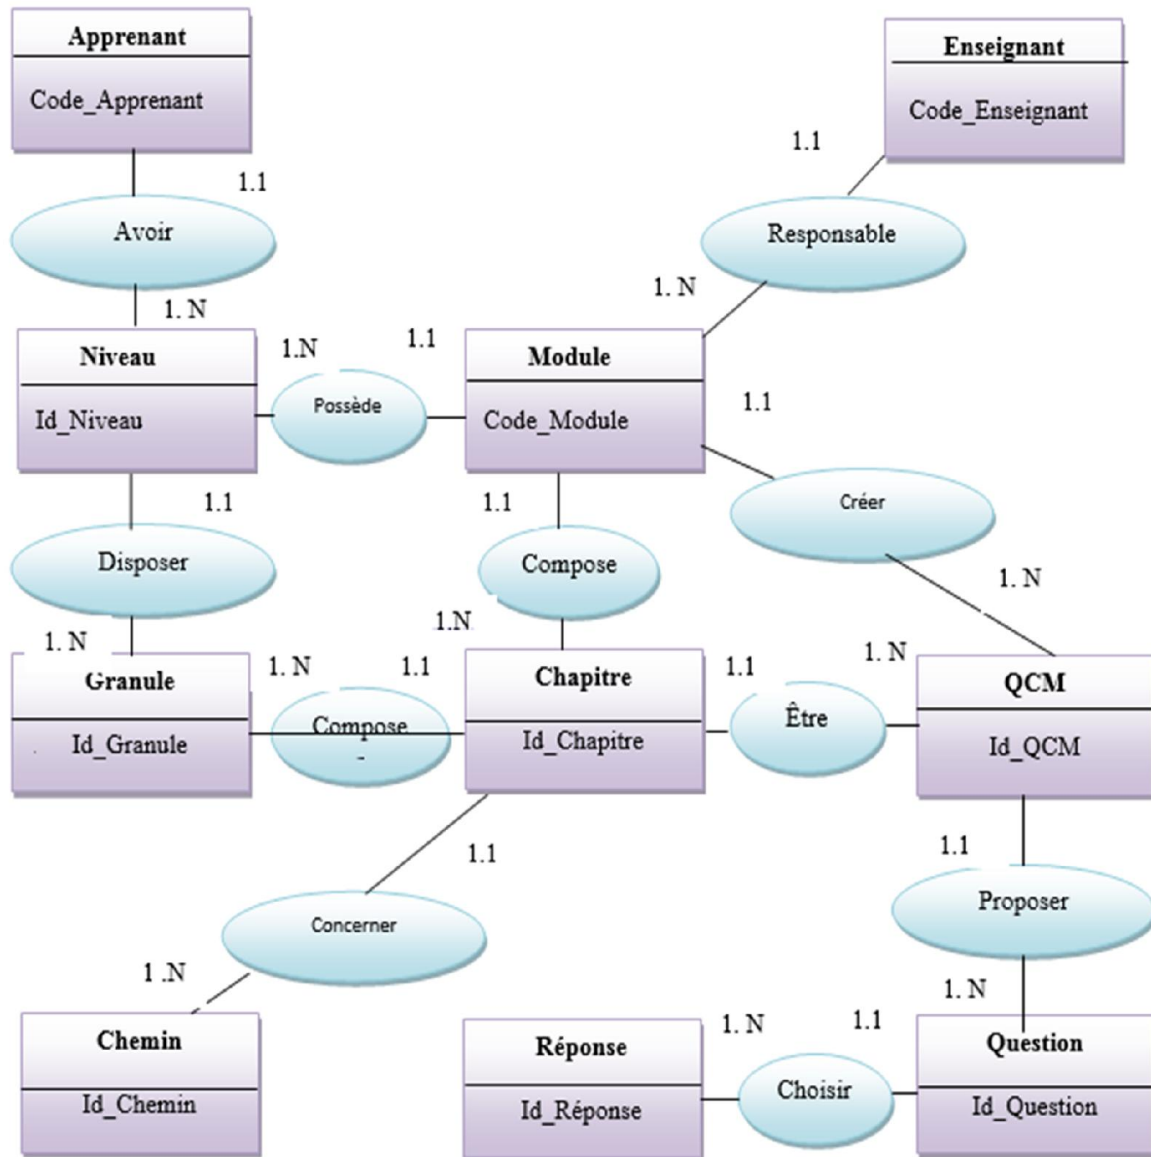 Apprenant
Enseignant
Code_Apprenant
Code_Enseignant
1.1
1.1
Avoir
Responsable
1. N
1. N
Niveau
1.N
1.1
Module
Possède
1.1
Id_Niveau
Code_Module
1.1
1.1
Créer
Disposer
Compose
1. N
1. N
1.N
Granule
1. N
1.1
Chapitre
1.1
1. N
QCM
Compose
-
Être
Id_Granule
Id_Chapitre
Id_QCM
1.1
1.1
Proposer
Concerner
1 .N
1. N
Chemin
Réponse
1. N
1.1
Question
Choisir
Id_Chemin
Id_Réponse
Id_Question